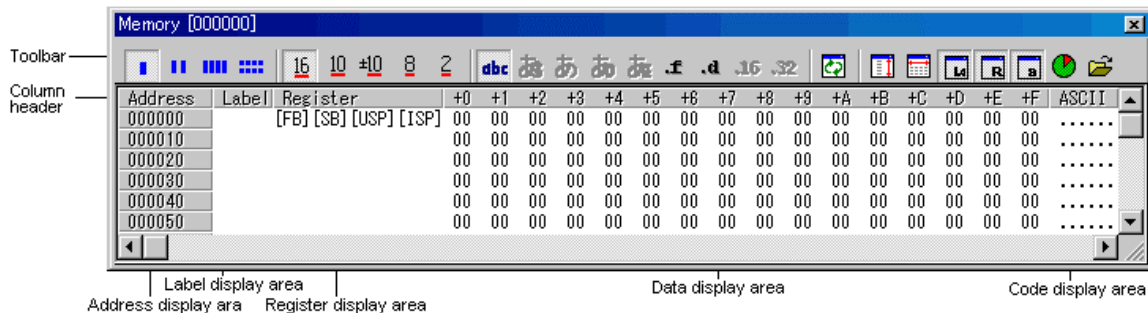 Memory [000000]
Toolbar
16 10 ±10 8 2 abc あ .f .d .16 .32 R a
Column header
Address Label Register +0 +1 +2 +3 +4 +5 +6 +7 +8 +9 +A +B +C +D +E +F ASCII
000000 [FB][SB][USP][ISP] 00 00 00 00 00 00 00 00 00 00 00 00 00 00 00 00 ......
000010 00 00 00 00 00 00 00 00 00 00 00 00 00 00 00 00 ......
000020 00 00 00 00 00 00 00 00 00 00 00 00 00 00 00 00 ......
000030 00 00 00 00 00 00 00 00 00 00 00 00 00 00 00 00 ......
000040 00 00 00 00 00 00 00 00 00 00 00 00 00 00 00 00 ......
000050 00 00 00 00 00 00 00 00 00 00 00 00 00 00 00 00 ......
Label display area
Data display area
Code display area
Address display ara
Register display area